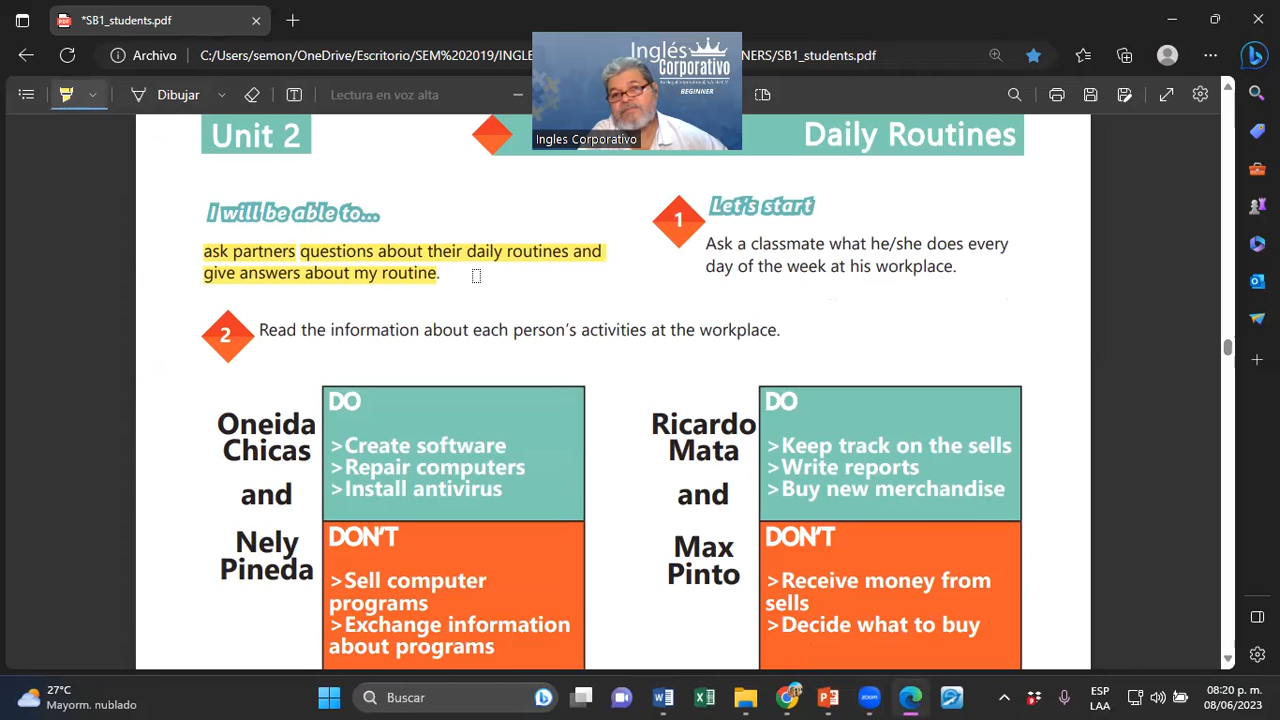 *SB1_students.pdf
Archivo
C:/Users/semon/OneDrive/Escritorio/SEM%202019/ING
NERS/SB1_students.pdf
Dibujar
Lectura en voz alta
Inglés
Corporativo
BEGINNER
Ingles Corporativo
Unit 2
Daily Routines
I will be able to...
ask partners questions about their daily routines and
give answers about my routine.
1
Let's start
Ask a classmate what he/she does every
day of the week at his workplace.
2
Read the information about each person's activities at the workplace.
Oneida
Chicas
and
Nely
Pineda
DO
>Create software
>Repair computers
>Install antivirus
DON'T
>Sell computer
programs
>Exchange information
about programs
Ricardo
Mata
and
Max
Pinto
DO
>Keep track on the sells
>Write reports
>Buy new merchandise
DON'T
>Receive money from
sells
>Decide what to buy
27°C
Mayorm. nublado
Buscar
ESP
LAA
08:20 p. m.
08/06/2023